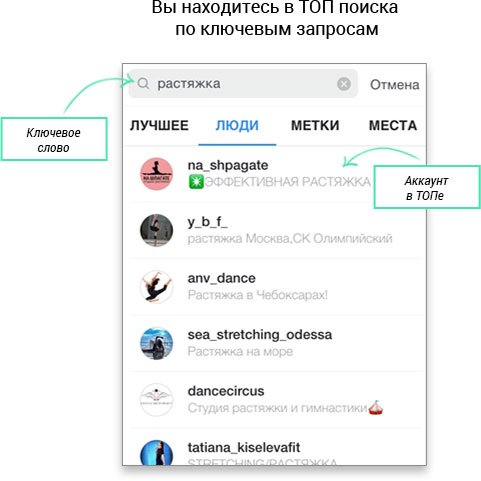 Вы находитесь в ТОП поиска
по ключевым запросам
растяжка
Отмена
Ключевое
слово
ЛУЧШЕЕ ЛЮДИ МЕТКИ МЕСТА
na_shpagate
ЭФФЕКТИВНАЯ РАСТЯЖКА
Аккаунт
в ТОПе
y_b_f_
растяжка Москва,СК Олимпийский
anv_dance
Растяжка в Чебоксарах!
sea_stretching_odessa
Растяжка на море
dancecircus
Студия растяжки и гимнастики
tatiana_kiselevafit
STRETCHING/РАСТЯЖКА
НА ШПАГАТЕ